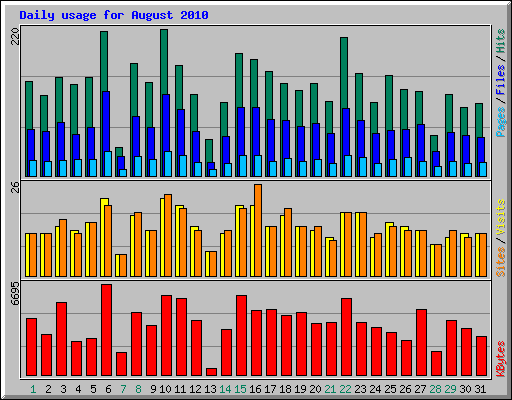 Daily usage for August 2010
220
Pages/Files/Hits
26
Sites/Visits
6695
KBytes
1 2 3 4 5 6 7 8 9 10 11 12 13 14 15 16 17 18 19 20 21 22 23 24 25 26 27 28 29 30 31